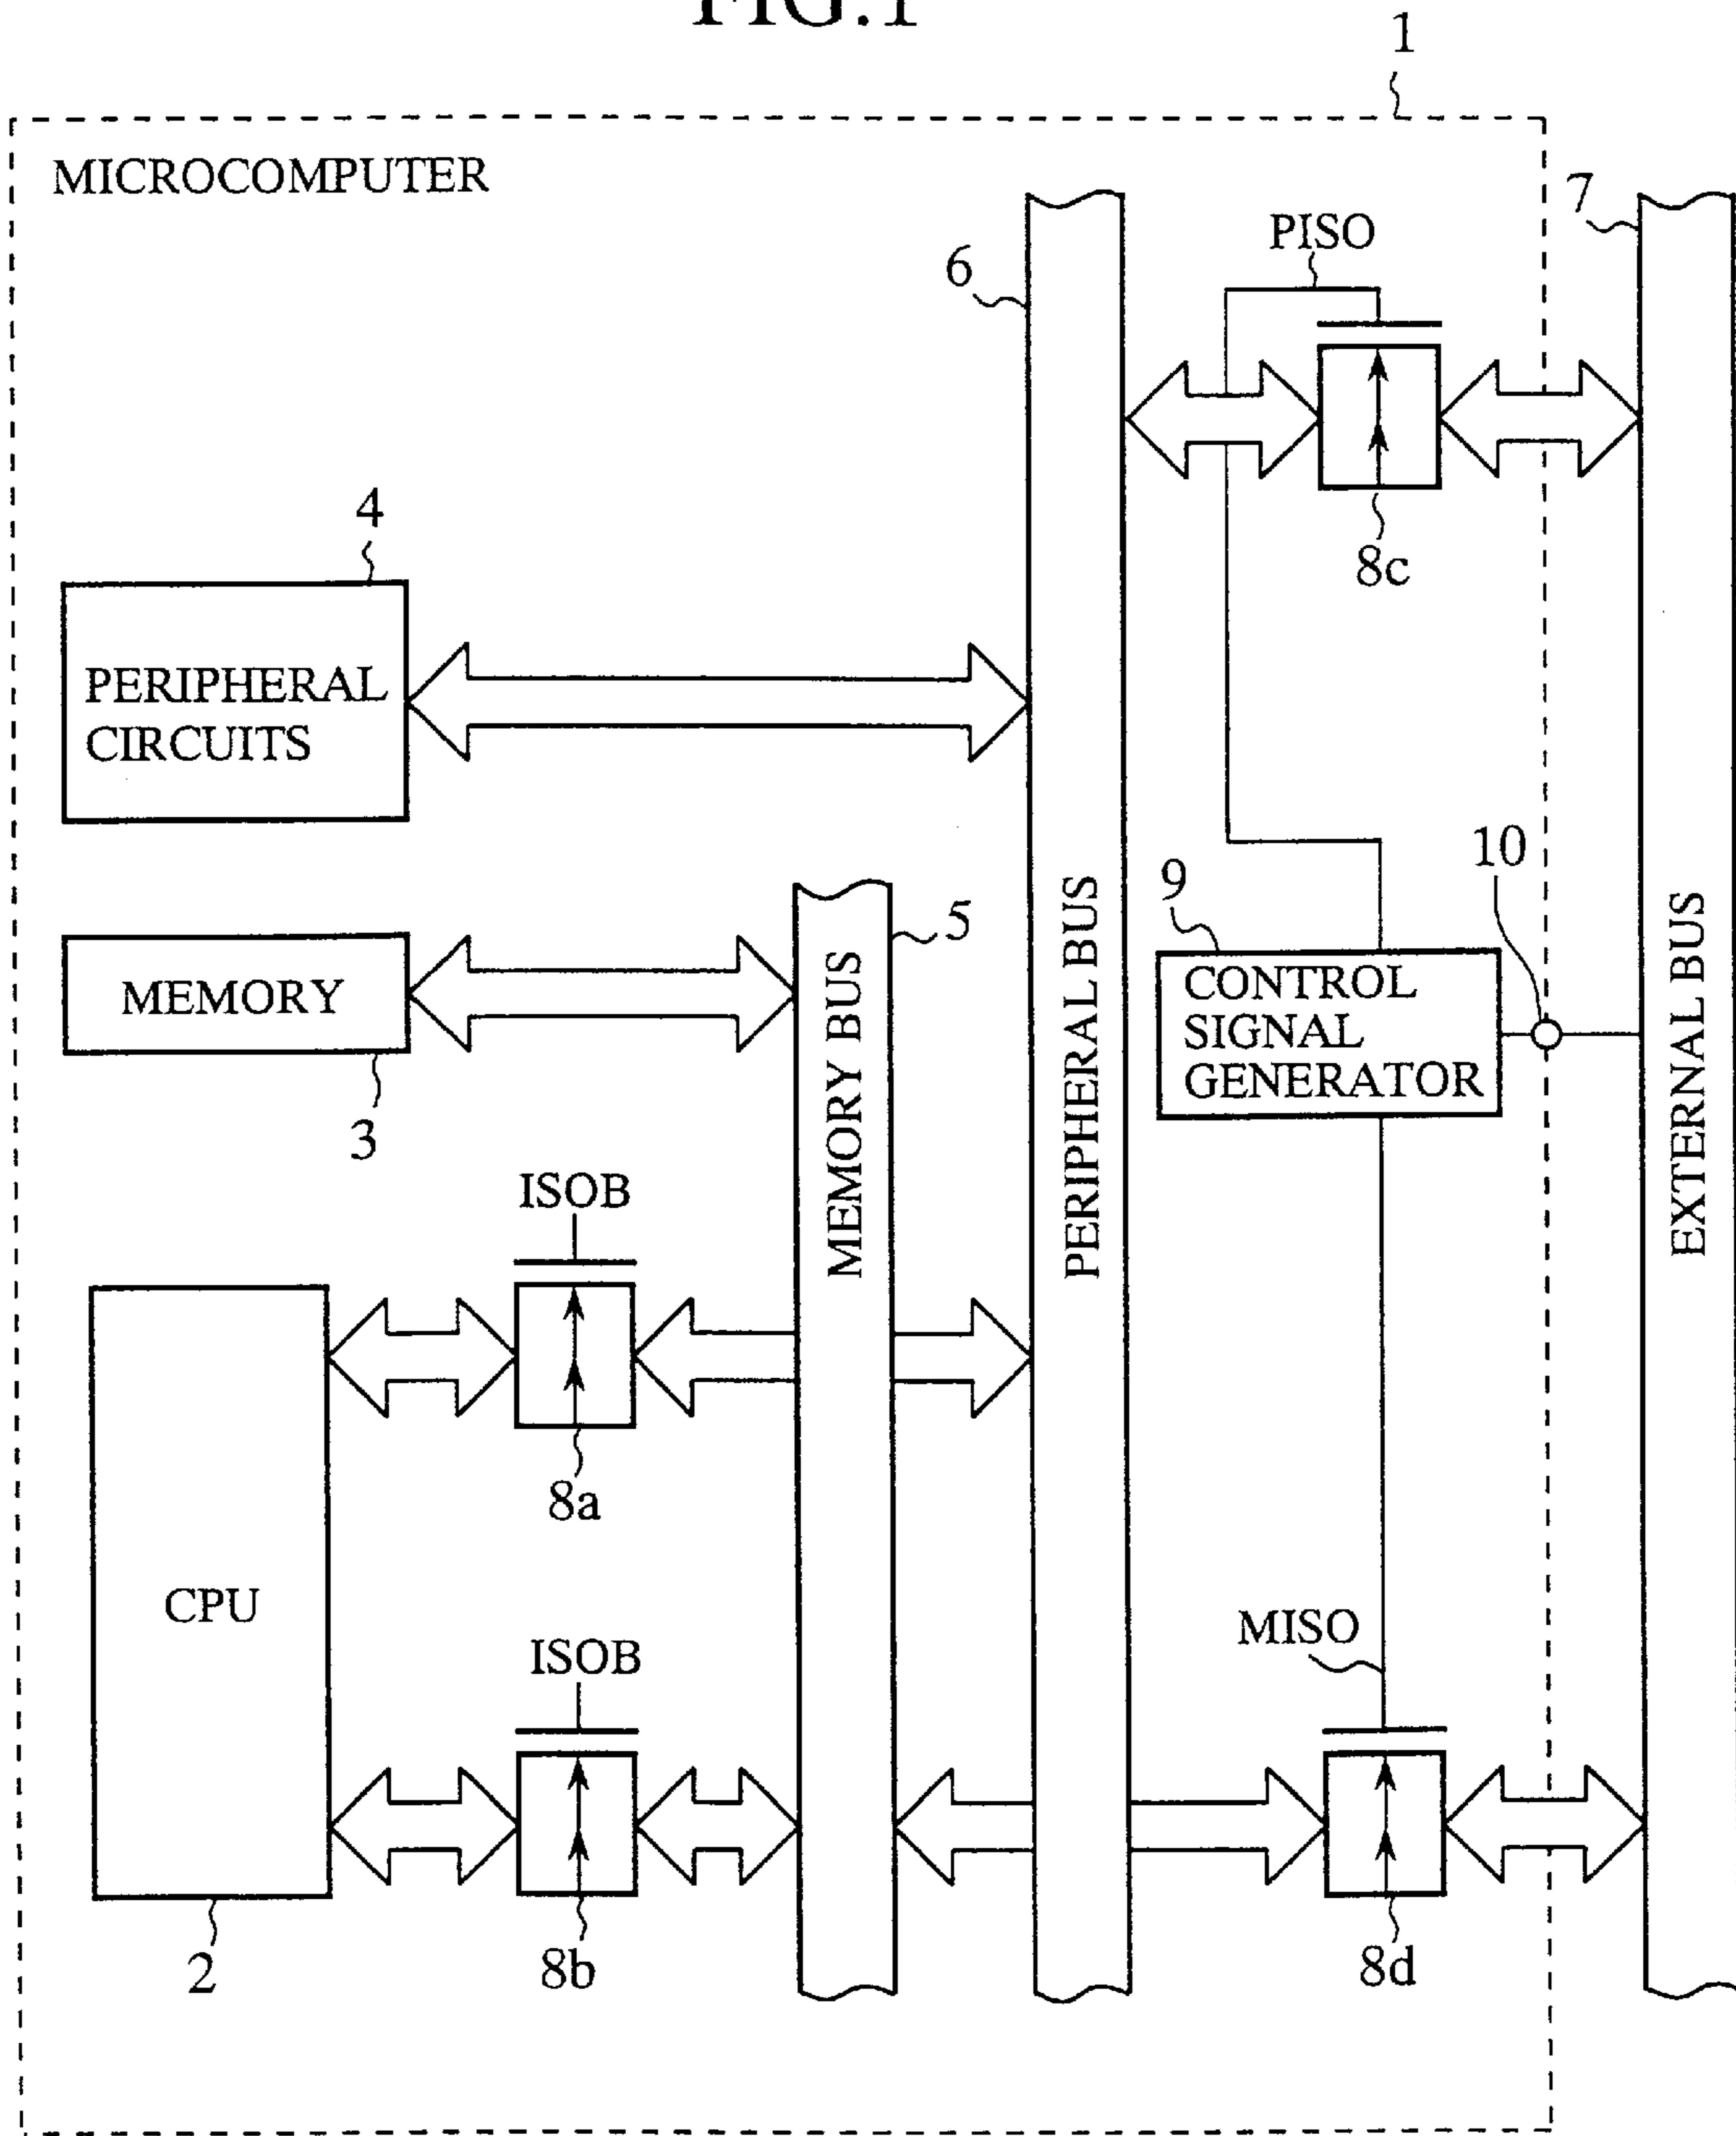 FIG.1
1
MICROCOMPUTER
7
PISO
6
8c
4
PERIPHERAL
CIRCUITS
10
9
5
MEMORY
3
CONTROL
SIGNAL
GENERATOR
MEMORY BUS
PERIPHERAL BUS
EXTERNAL BUS
ISOB
8a
CPU
MISO
ISOB
2
8b
8d